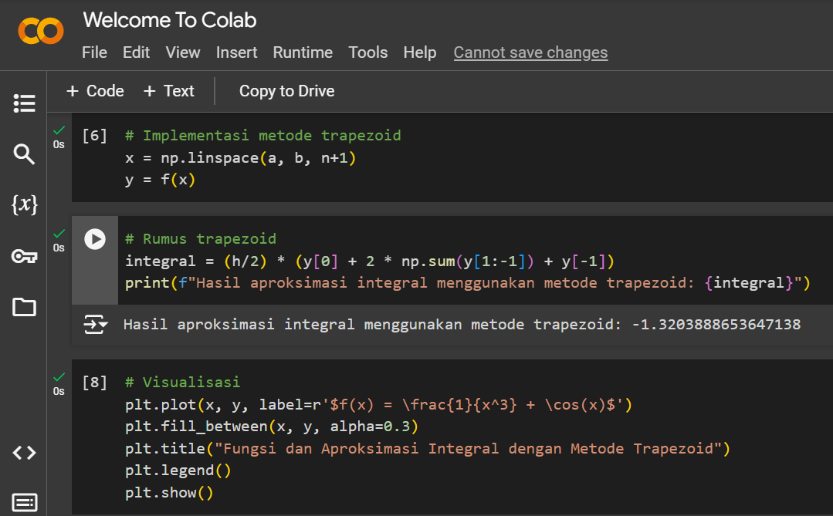 Welcome To Colab
File Edit View Insert Runtime Tools Help Cannot save changes
+ Code + Text Copy to Drive
[6] # Implementasi metode trapezoid
x = np.linspace(a, b, n+1)
y = f(x)
0s
# Rumus trapezoid
integral = (h/2) * (y[0] + 2 * np.sum(y[1:-1]) + y[-1])
print(f"Hasil aproksimasi integral menggunakan metode trapezoid: {integral}")
0s
Hasil aproksimasi integral menggunakan metode trapezoid: -1.3203888653647138
[8] # Visualisasi
plt.plot(x, y, label=r'$f(x) = \frac{1}{x^3} + \cos(x)$')
plt.fill_between(x, y, alpha=0.3)
plt.title("Fungsi dan Aproksimasi Integral dengan Metode Trapezoid")
plt.legend()
plt.show()
0s
{x}